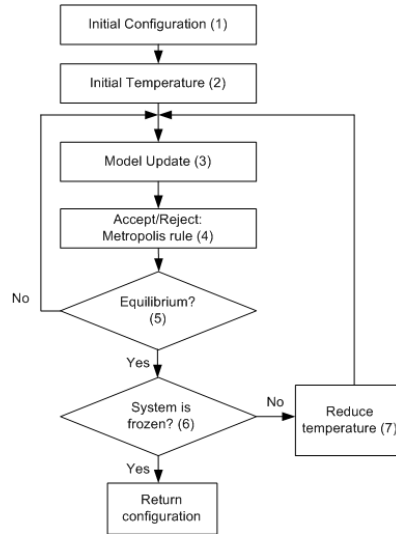 Initial Configuration (1)
Initial Temperature (2)
Model Update (3)
Accept/Reject:
Metropolis rule (4)
No
Equilibrium?
(5)
Yes
System is
frozen? (6)
No
Reduce
temperature (7)
Yes
Return
configuration